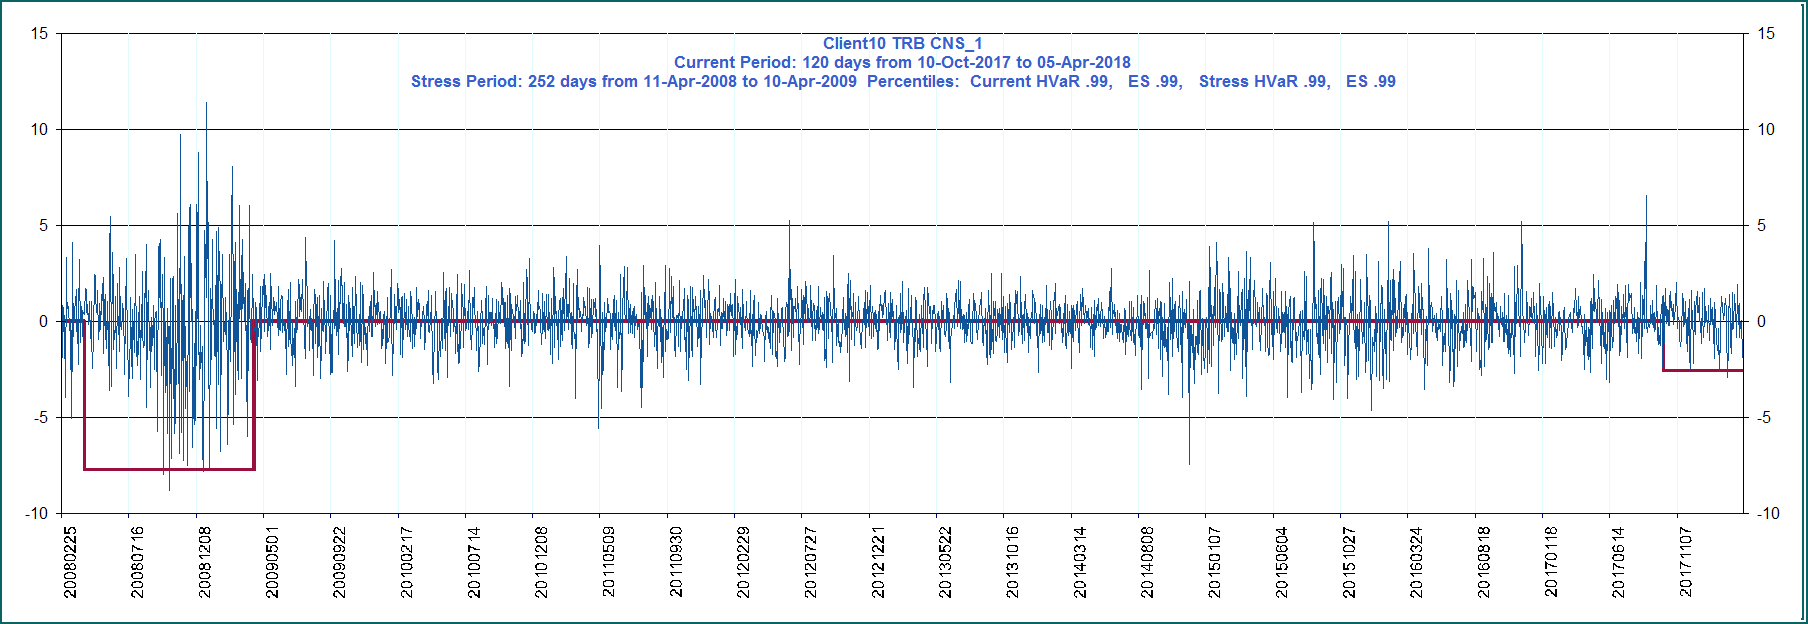 Client10 TRB CNS_1
Current Period: 120 days from 10-Oct-2017 to 05-Apr-2018
Stress Period: 252 days from 11-Apr-2008 to 10-Apr-2009  Percentiles:  Current HVaR .99,   ES .99,   Stress HVaR .99,   ES .99
15 15
10 10
5 5
0 0
-5 -5
-10 -10
20080225 20080716 20081208 20090501 20090922 20100217 20100714 20101208 20110509 20110930 20120229 20120727 20121221 20130522 20131016 20140314 20140808 20150107 20150604 20151027 20160324 20160818 20170118 20170614 20171107